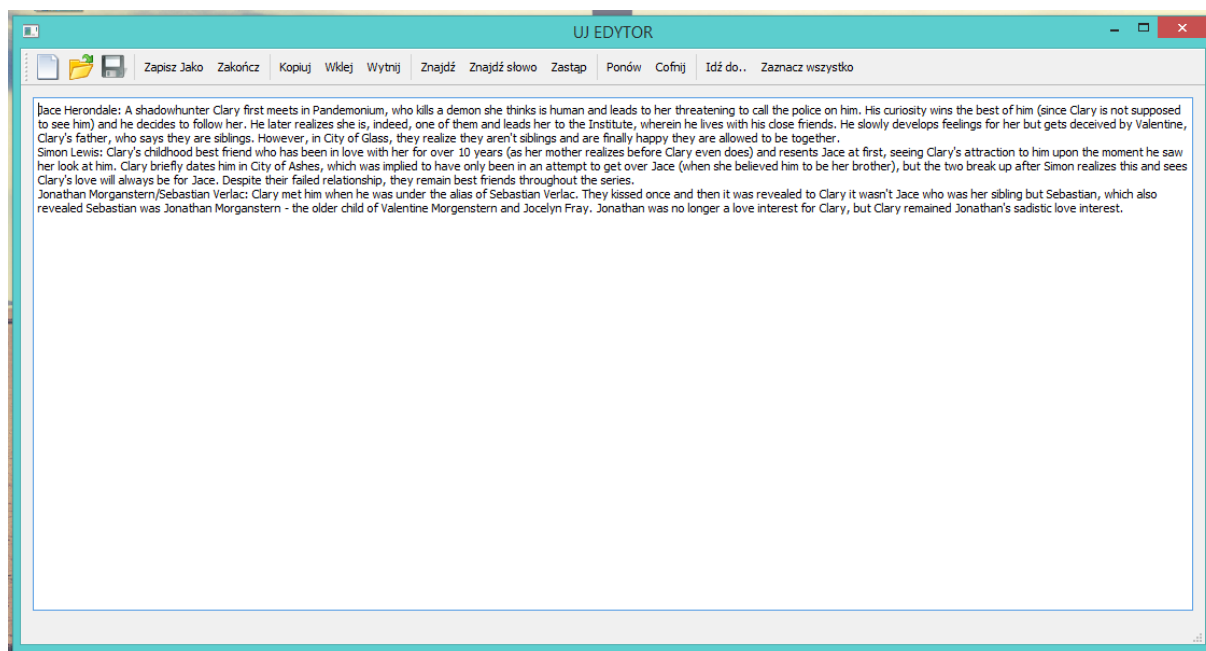 UJ EDYTOR
Zapisz Jako Zakończ Kopiuj Wklej Wytnij Znajdź Znajdź słowo Zastąp Ponów Cofnij Idź do.. Zaznacz wszystko
Jace Herondale: A shadowhunter Clary first meets in Pandemonium, who kills a demon she thinks is human and leads to her threatening to call the police on him. His curiosity wins the best of him (since Clary is not supposed
to see him) and he decides to follow her. He later realizes she is, indeed, one of them and leads her to the Institute, wherein he lives with his close friends. He slowly develops feelings for her but gets deceived by Valentine,
Clary's father, who says they are siblings. However, in City of Glass, they realize they aren't siblings and are finally happy they are allowed to be together.
Simon Lewis: Clary's childhood best friend who has been in love with her for over 10 years (as her mother realizes before Clary even does) and resents Jace at first, seeing Clary's attraction to him upon the moment he saw
her look at him. Clary briefly dates him in City of Ashes, which was implied to have only been in an attempt to get over Jace (when she believed him to be her brother), but the two break up after Simon realizes this and sees
Clary's love will always be for Jace. Despite their failed relationship, they remain best friends throughout the series.
Jonathan Morganstern/Sebastian Verlac: Clary met him when he was under the alias of Sebastian Verlac. They kissed once and then it was revealed to Clary it wasn't Jace who was her sibling but Sebastian, which also
revealed Sebastian was Jonathan Morganstern - the older child of Valentine Morgenstern and Jocelyn Fray. Jonathan was no longer a love interest for Clary, but Clary remained Jonathan's sadistic love interest.